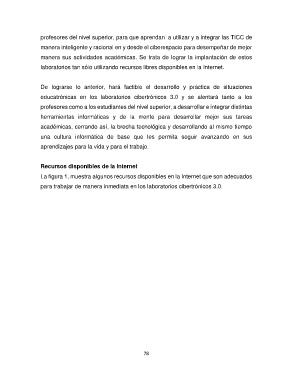 profesores del nivel superior, para que aprendan a utilizar y a integrar las TICC de
manera inteligente y racional en y desde el ciberespacio para desempeñar de mejor
manera sus actividades académicas. Se trata de lograr la implantación de estos
laboratorios tan sólo utilizando recursos libres disponibles en la Internet.
De lograrse lo anterior, hará factible el desarrollo y práctica de situaciones
educatrónicas en los laboratorios cibertrónicos 3.0 y se alentará tanto a los
profesores como a los estudiantes del nivel superior, a desarrollar e integrar distintas
herramientas informáticas y de la mente para desarrollar mejor sus tareas
académicas, cerrando así, la brecha tecnológica y desarrollando al mismo tiempo
una cultura informática de base que les permita seguir avanzando en sus
aprendizajes para la vida y para el trabajo.
Recursos disponibles de la Internet
La figura 1, muestra algunos recursos disponibles en la Internet que son adecuados
para trabajar de manera inmediata en los laboratorios cibertrónicos 3.0.
78